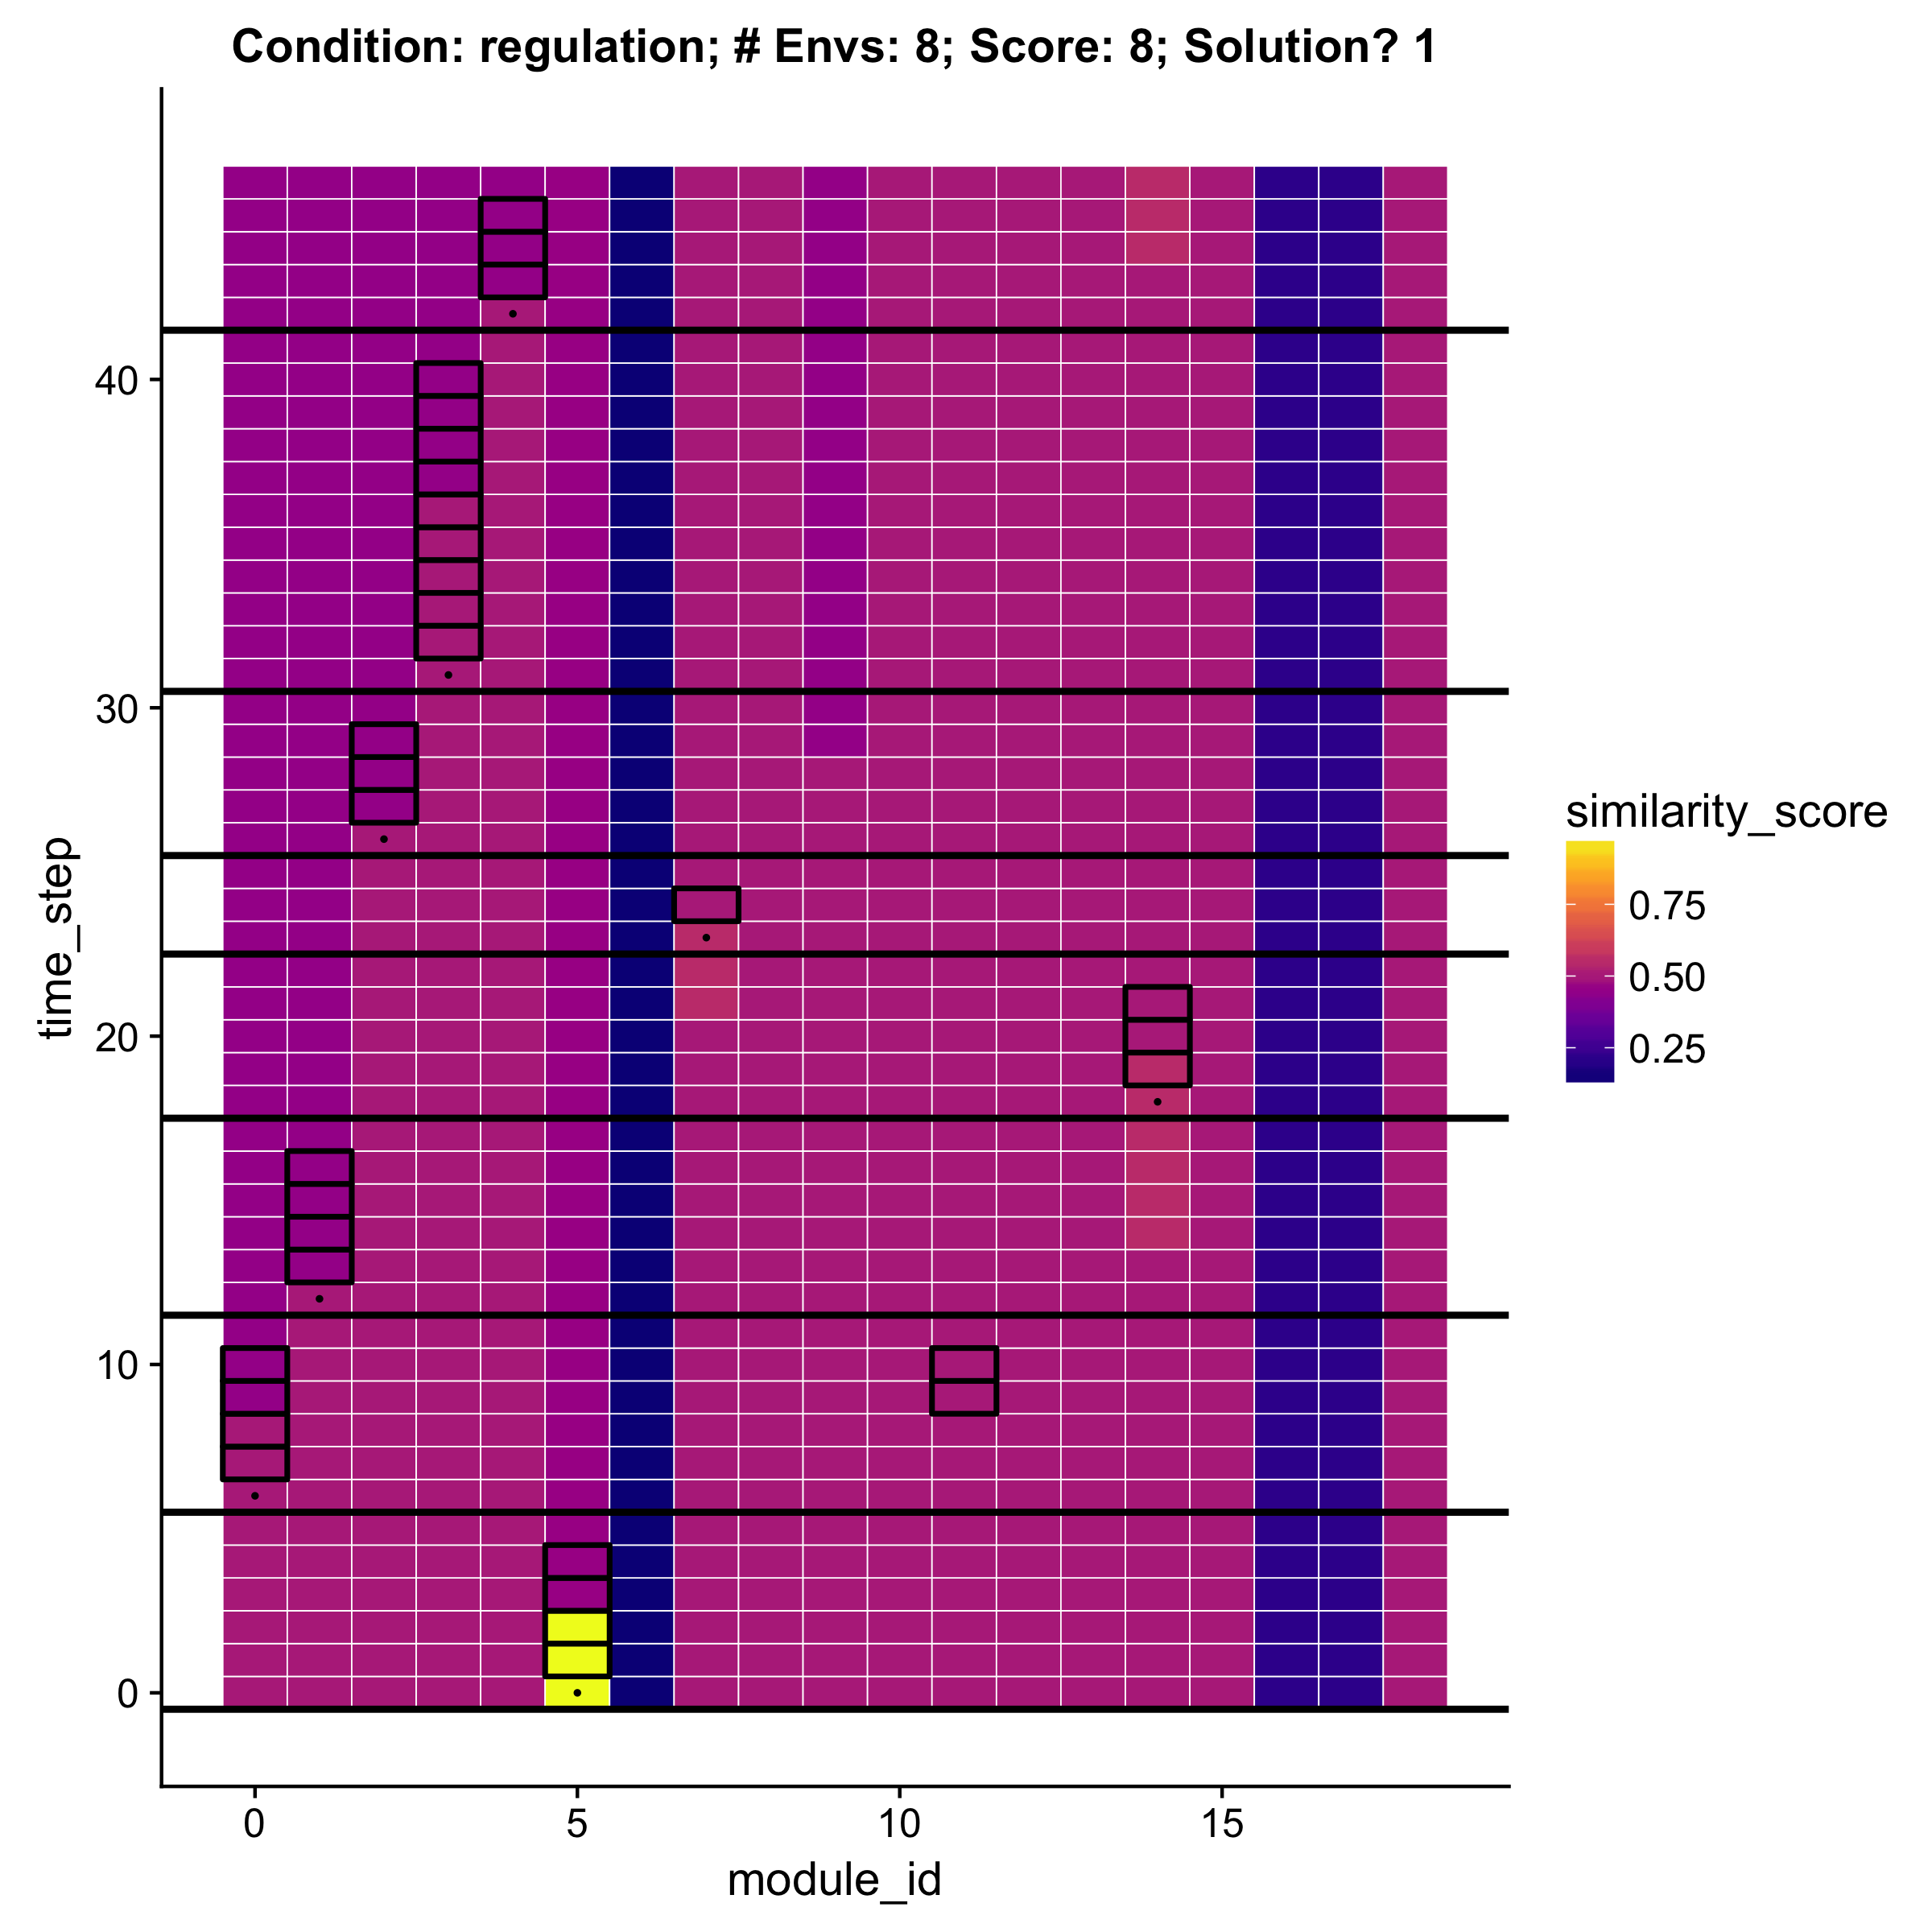 Condition: regulation; # Envs: 8; Score: 8; Solution? 1
time_step
40
30
20
10
0
0 5 10 15
module_id
similarity_score
0.75
0.50
0.25